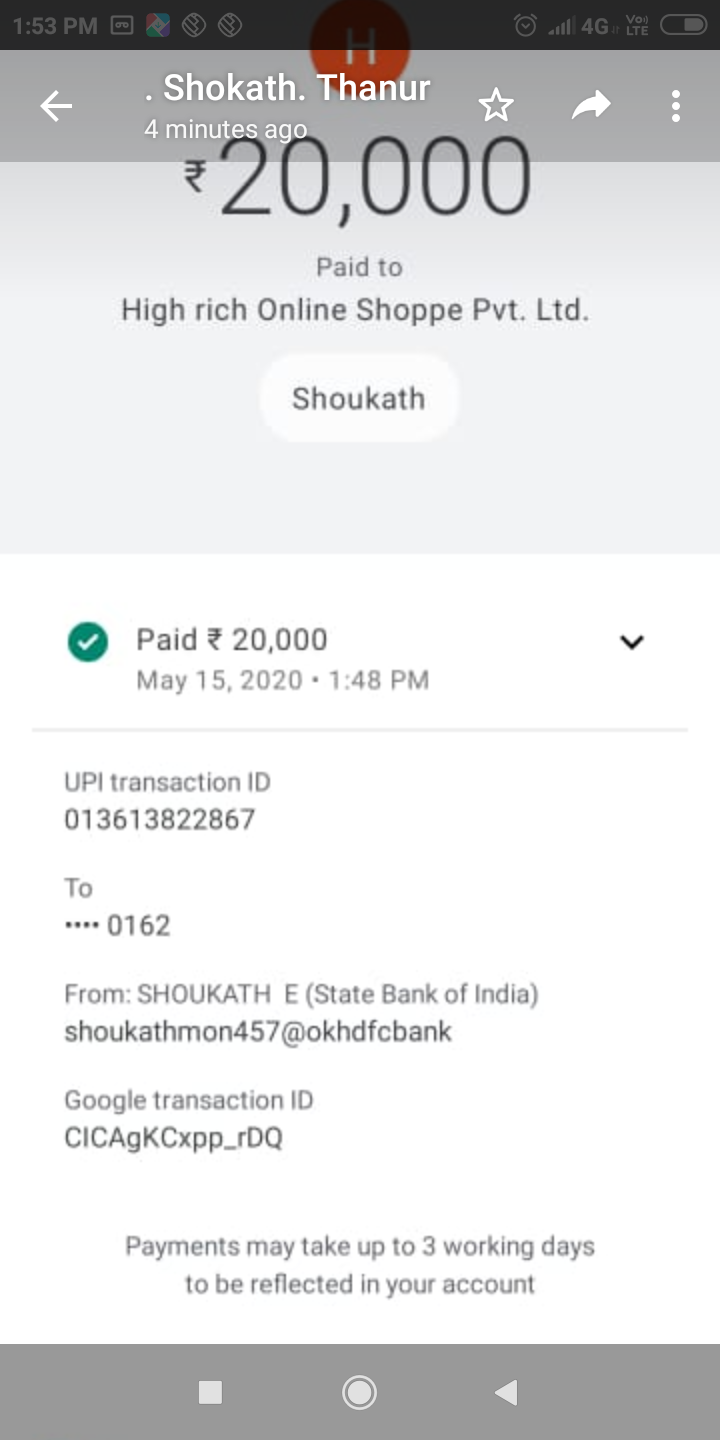 1:53 PM 4G Vo) LTE
H
. Shokath. Thanur
4 minutes ago
₹20,000
Paid to
High rich Online Shoppe Pvt. Ltd.
Shoukath
Paid ₹ 20,000
May 15, 2020 • 1:48 PM
UPI transaction ID
013613822867
To
•••• 0162
From: SHOUKATH E (State Bank of India)
shoukathmon457@okhdfcbank
Google transaction ID
CICAgKCxpp_rDQ
Payments may take up to 3 working days
to be reflected in your account